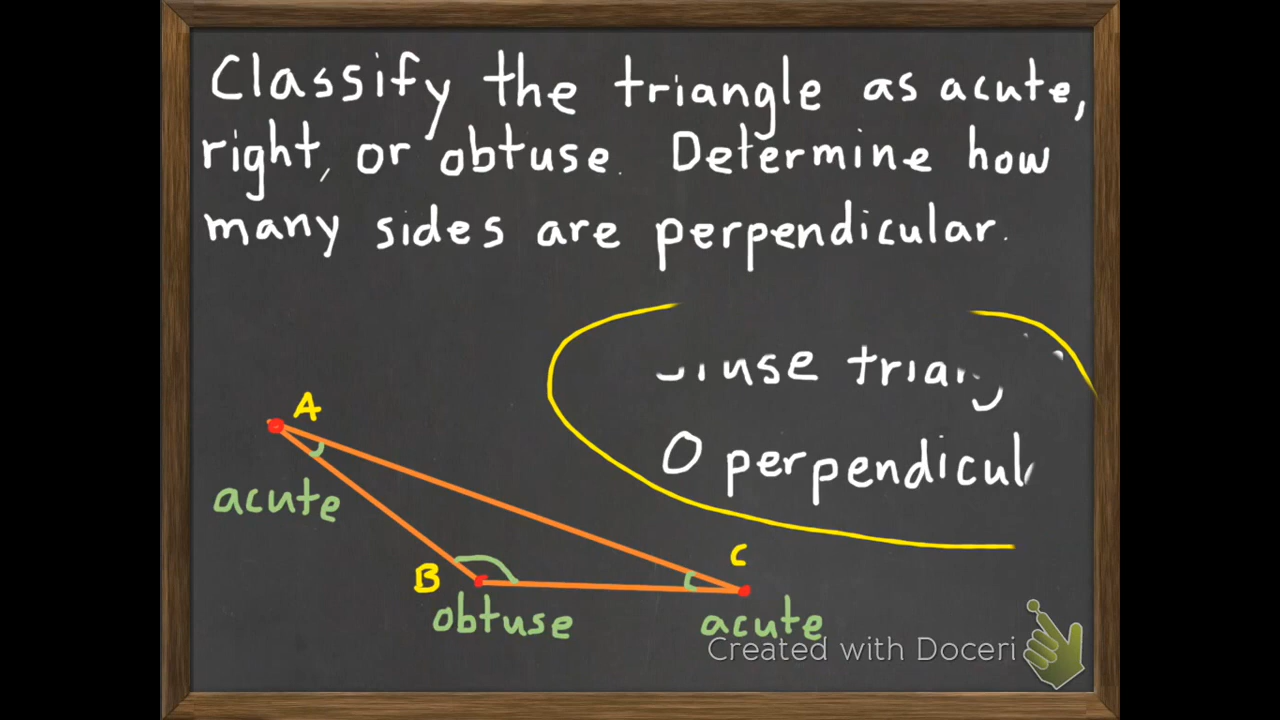 Classify the triangle as acute,
right, or obtuse. Determine how
many sides are perpendicular.
A
acute
0
B
obtuse
C
acute
Created with Doceri